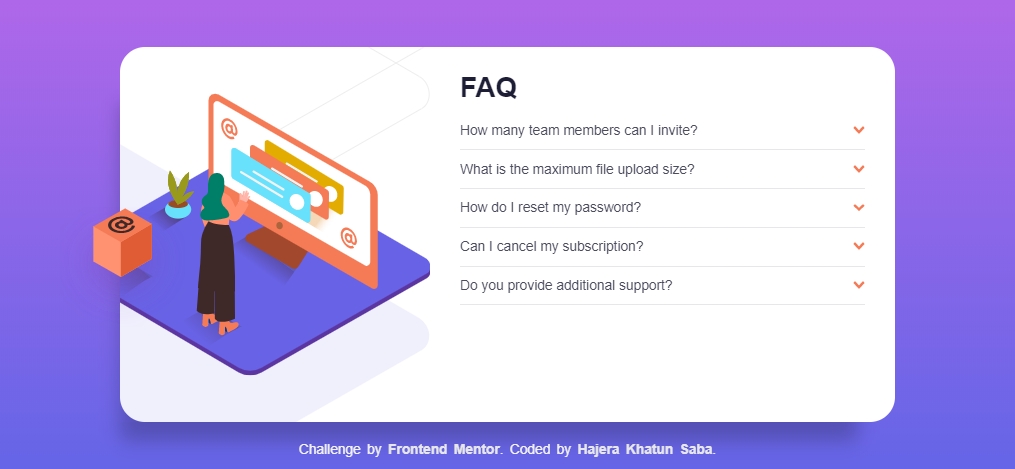 FAQ
How many team members can I invite?
What is the maximum file upload size?
How do I reset my password?
Can I cancel my subscription?
Do you provide additional support?
@
@
@
Challenge by Frontend Mentor. Coded by Hajera Khatun Saba.